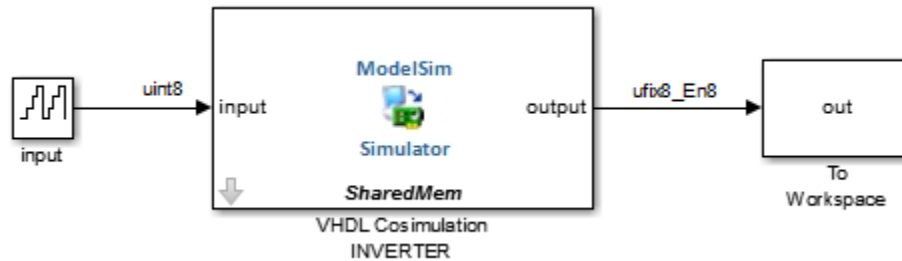 ModelSim
uint8
ufix8_En8
input
output
out
input
Simulator
SharedMem
To
Workspace
VHDL Cosimulation
INVERTER